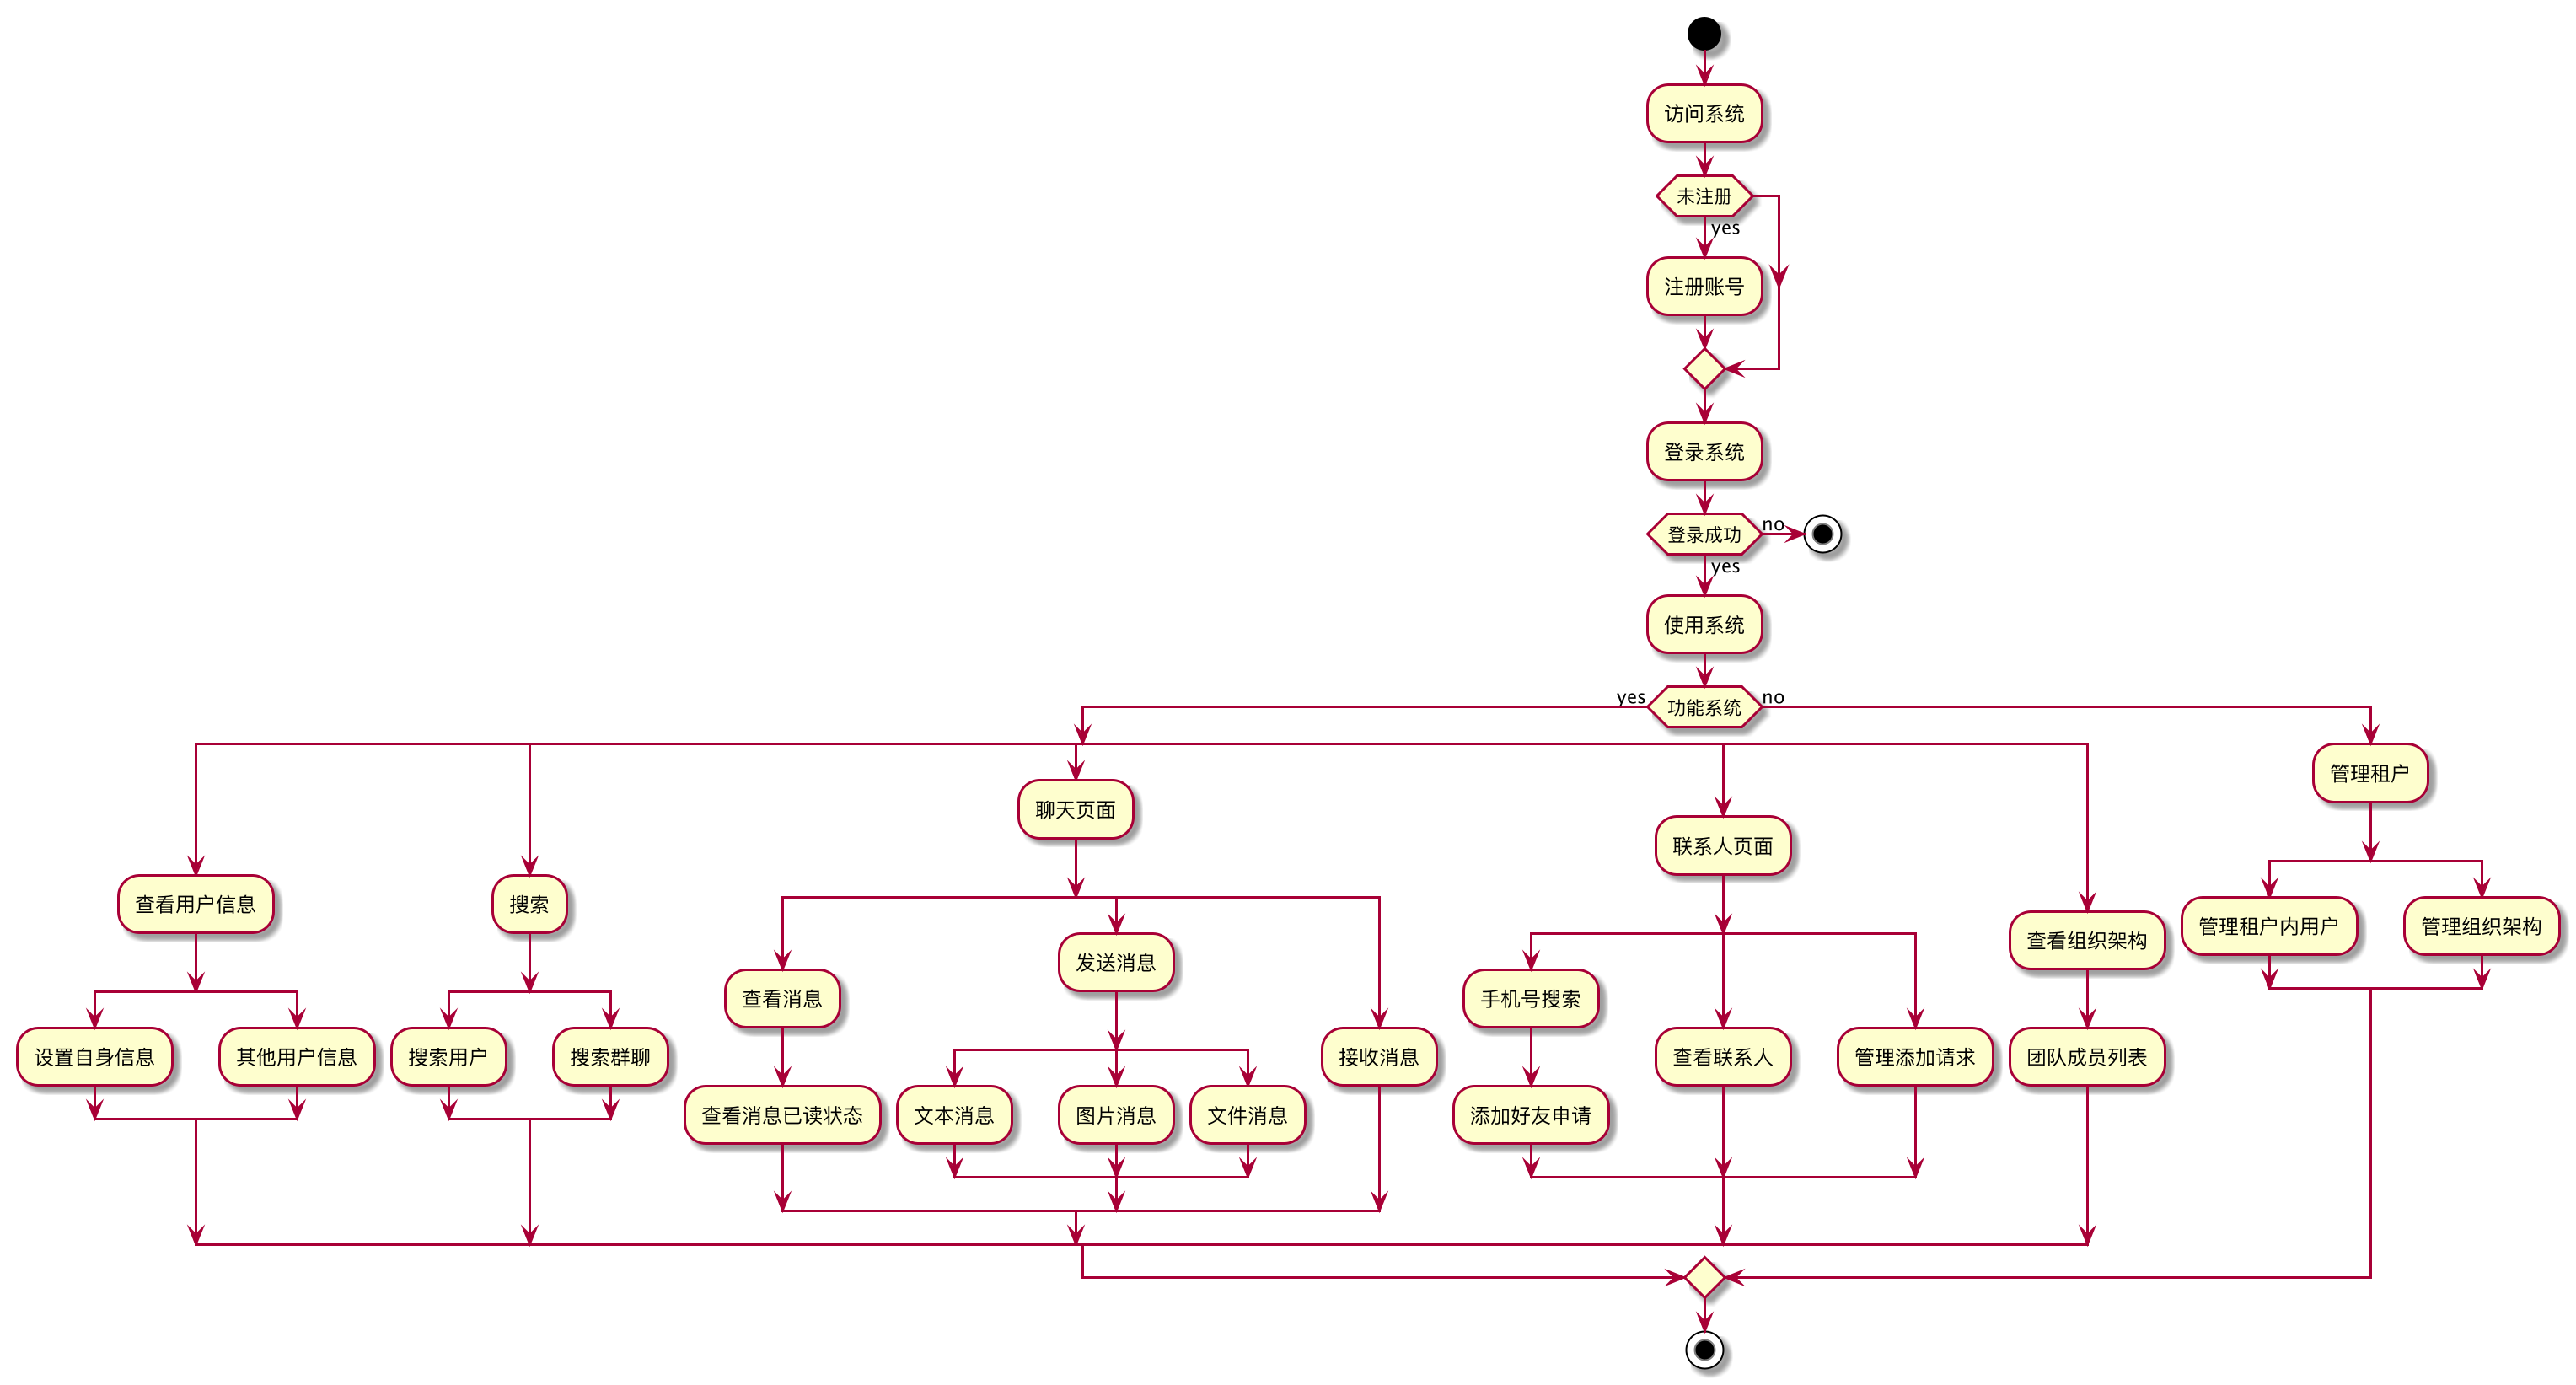 访问系统
未注册
yes
注册账号
登录系统
登录成功
no
yes
使用系统
yes
功能系统
no
查看用户信息
设置自身信息
其他用户信息
搜索
搜索用户
搜索群聊
聊天页面
查看消息
查看消息已读状态
发送消息
文本消息
图片消息
文件消息
接收消息
联系人页面
手机号搜索
添加好友申请
查看联系人
管理添加请求
查看组织架构
团队成员列表
管理租户
管理租户内用户
管理组织架构